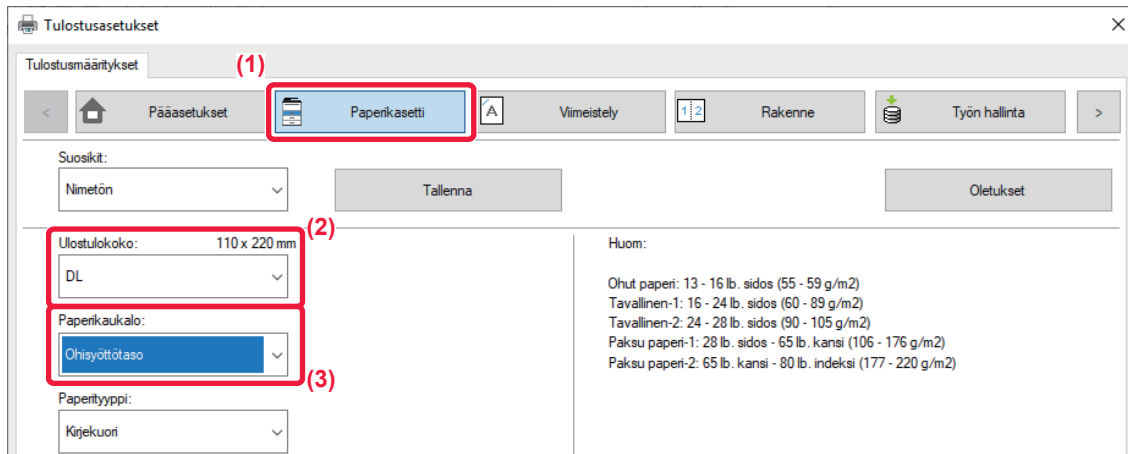 Tulostusasetukset
Tulostusmääritykset
(1)
<
Pääasetukset
Paperikasetti
A
Viimeistely
1 2
Rakenne
Työn hallinta
>
Suosikit:
Nimetön
Tallenna
Oletukset
(2)
Ulostulokoko: 110 x 220 mm
DL
Paperikaukalo:
Ohisyöttötaso
(3)
Paperityyppi:
Kirjekuori
Huom:
Ohut paperi: 13 - 16 lb. sidos (55 - 59 g/m2)
Tavallinen-1: 16 - 24 lb. sidos (60 - 89 g/m2)
Tavallinen-2: 24 - 28 lb. sidos (90 - 105 g/m2)
Paksu paperi-1: 28 lb. sidos - 65 lb. kansi (106 - 176 g/m2)
Paksu paperi-2: 65 lb. kansi - 80 lb. indeksi (177 - 220 g/m2)